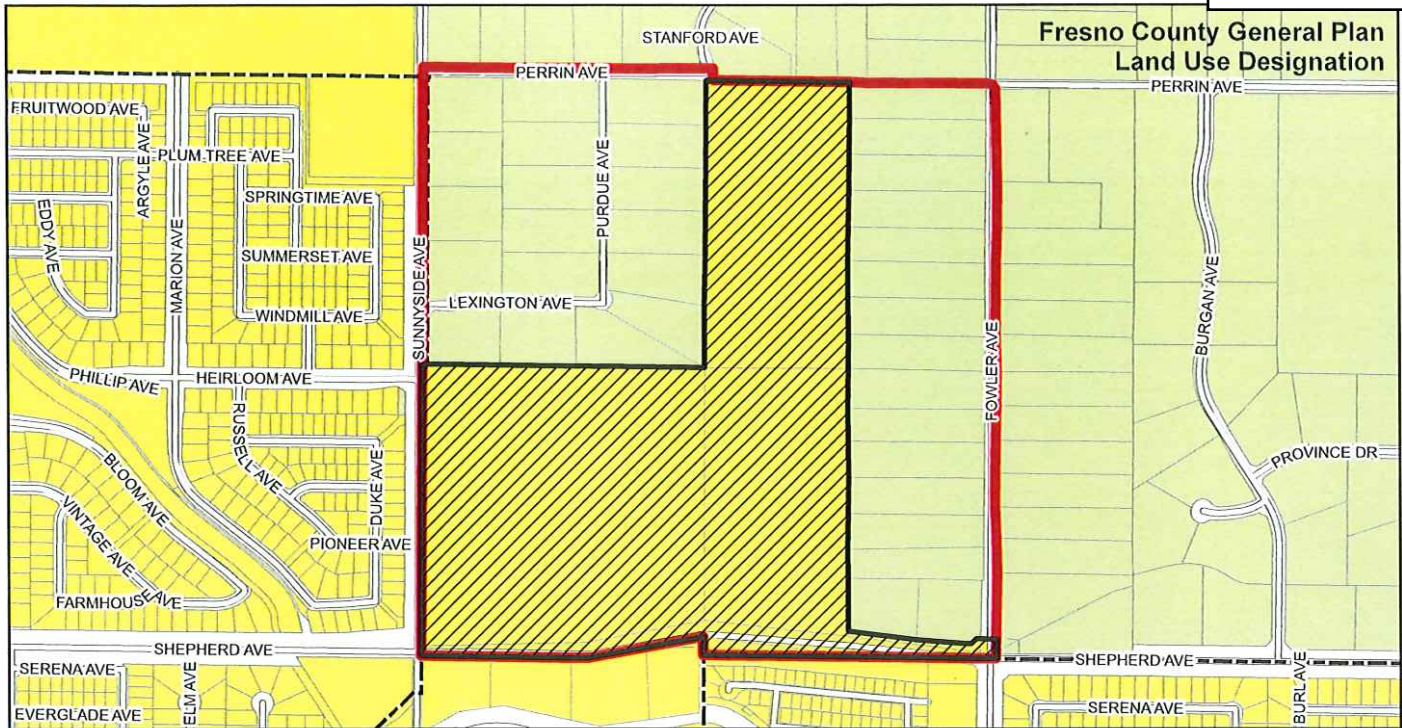 Fresno County General Plan
Land Use Designation
STANFORD AVE
PERRIN AVE
PERRIN AVE
FRUITWOOD AVE
ARGYLE AVE
PLUM TREE AVE
SPRINGTIME AVE
EDDY AVE
MARION AVE
SUMMERSET AVE
SUNNYSIDE AVE
PURDUE AVE
WINDMILL AVE
LEXINGTON AVE
BURGAN AVE
FOWLER AVE
PHILLIP AVE
HEIRLOOM AVE
RUSSELL AVE
BLOOM AVE
DUKE AVE
PROVINCE DR
VINTAGE AVE
PIONEER AVE
FARMHOUSE AVE
SHEPHERD AVE
SHEPHERD AVE
SERENA AVE
ELM AVE
EVERGLADE AVE
SERENA AVE
BURL AVE